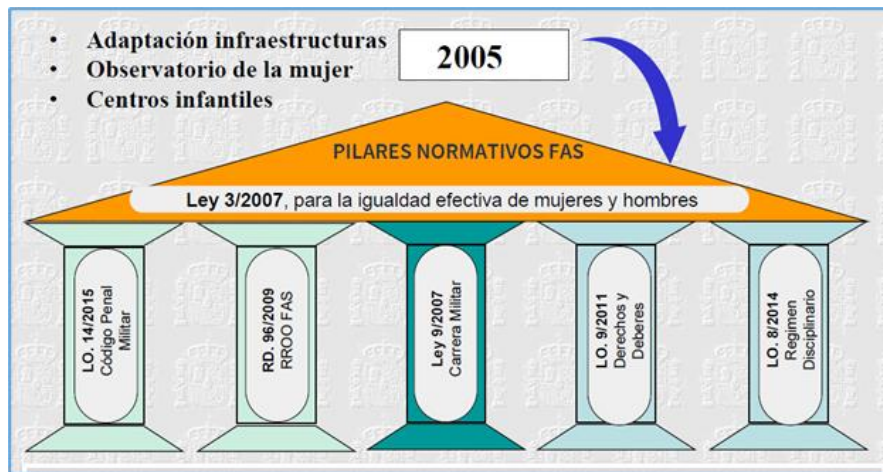 • Adaptación infraestructuras
• Observatorio de la mujer
• Centros infantiles
2005
PILARES NORMATIVOS FAS
Ley 3/2007, para la igualdad efectiva de mujeres y hombres
LO. 14/2015
Código Penal
Militar
RD. 96/2009
RROO FAS
Ley 9/2007
Carrera Militar
LO. 9/2011
Derechos y
Deberes
LO. 8/2014
Regimen
Disciplinario